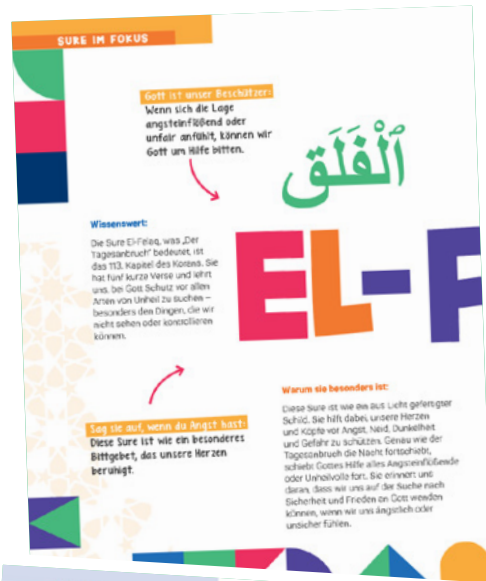 SURE IM FOKUS
Gott ist unser Beschützer:
Wenn sich die Lage
angsteinflößend oder
unfair anfühlt, können wir
Gott um Hilfe bitten.
ٱلْفَلَق
EL-F
Wissenswert:
Die Sure El-Feleq, was „Der
Tagesanbruch“ bedeutet, ist
das 113. Kapitel des Korans. Sie
hat fünf kurze Verse und lehrt
uns, bei Gott Schutz vor allen
Arten von Unheil zu suchen –
besonders den Dingen, die wir
nicht sehen oder kontrollieren
können.
Sag sie auf, wenn du Angst hast:
Diese Sure ist wie ein besonderes
Bittgebet, das unsere Herzen
beruhigt.
Warum sie besonders ist:
Diese Sure ist wie ein aus Licht gefertigter
Schild. Sie hilft dabei, unsere Herzen
und Köpfe vor Angst, Neid, Dunkelheit
und Gefahr zu schützen. Genau wie der
Tagesanbruch die Nacht fortschiebt,
schiebt Gottes Hilfe alles Angsteinflößende
oder Unheilvolle fort. Sie erinnert uns
daran, dass wir uns auf der Suche nach
Sicherheit und Frieden an Gott wenden
können, wenn wir uns ängstlich oder
unsicher fühlen.